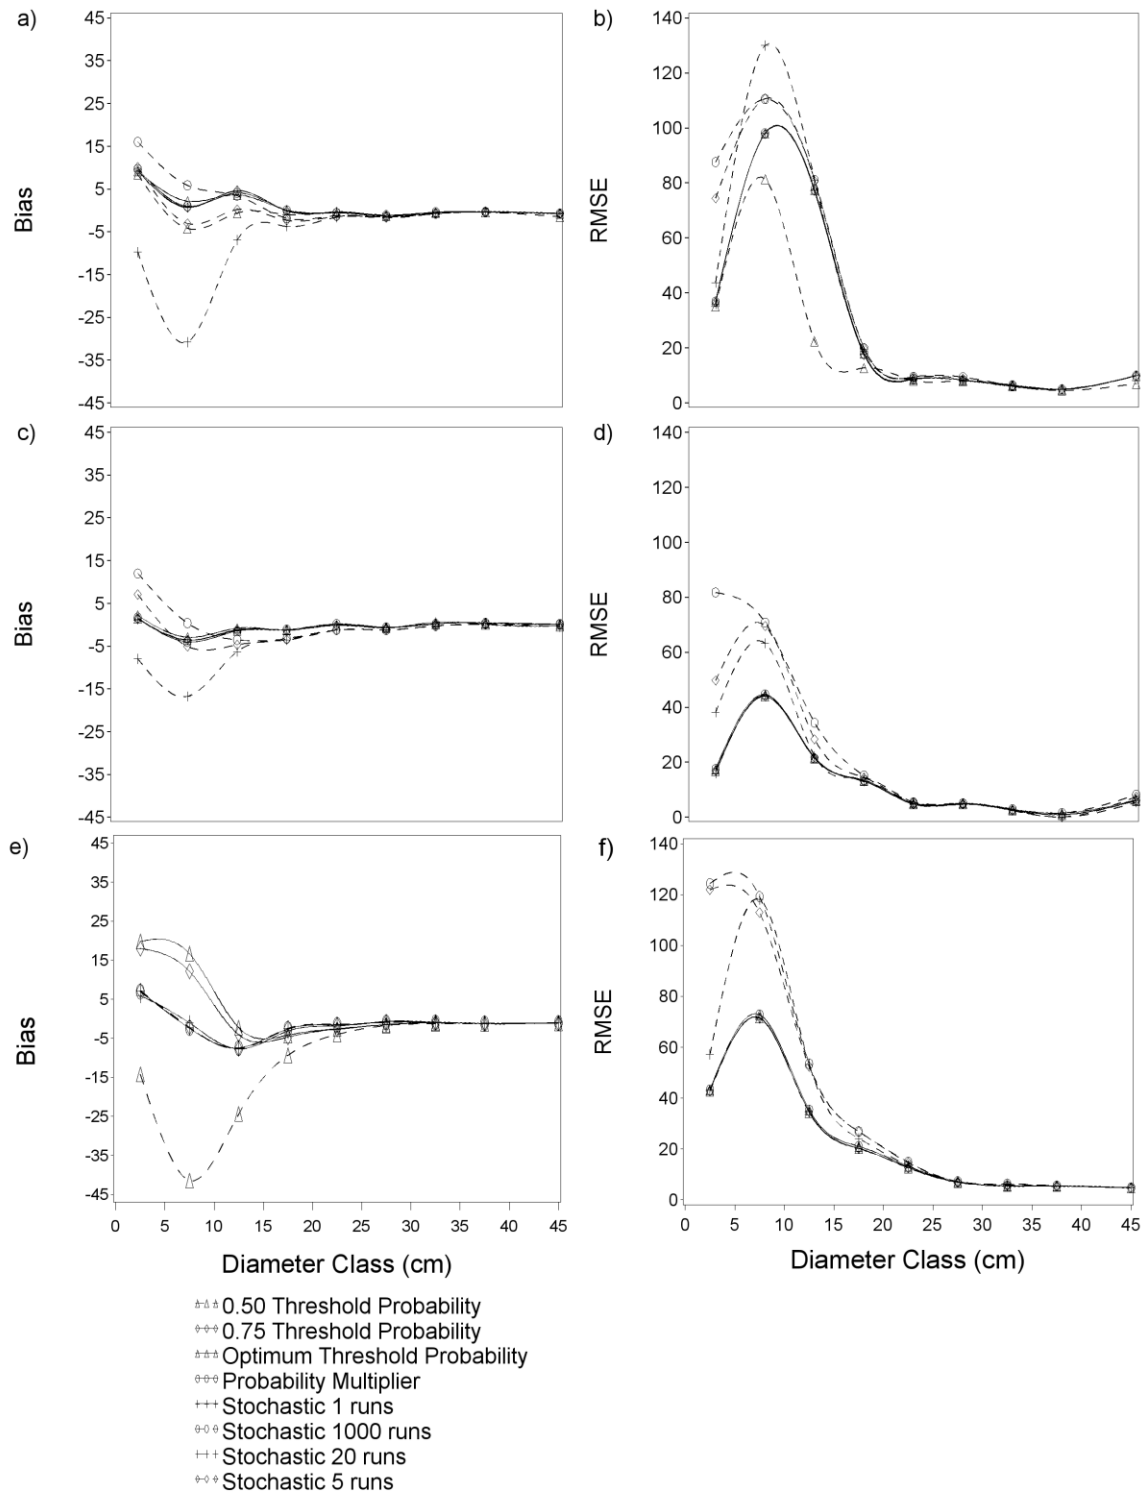 a)
45
35
25
15
5
-5
-15
-25
-35
-45
Bias
b)
140
120
100
80
60
40
20
0
RMSE
c)
45
35
25
15
5
-5
-15
-25
-35
-45
Bias
d)
140
120
100
80
60
40
20
0
RMSE
e)
45
35
25
15
5
-5
-15
-25
-35
-45
Bias
0 5 10 15 20 25 30 35 40 45
Diameter Class (cm)
f)
140
120
100
80
60
40
20
0
RMSE
0 5 10 15 20 25 30 35 40 45
Diameter Class (cm)
0.50 Threshold Probability
0.75 Threshold Probability
Optimum Threshold Probability
Probability Multiplier
Stochastic 1 runs
Stochastic 1000 runs
Stochastic 20 runs
Stochastic 5 runs